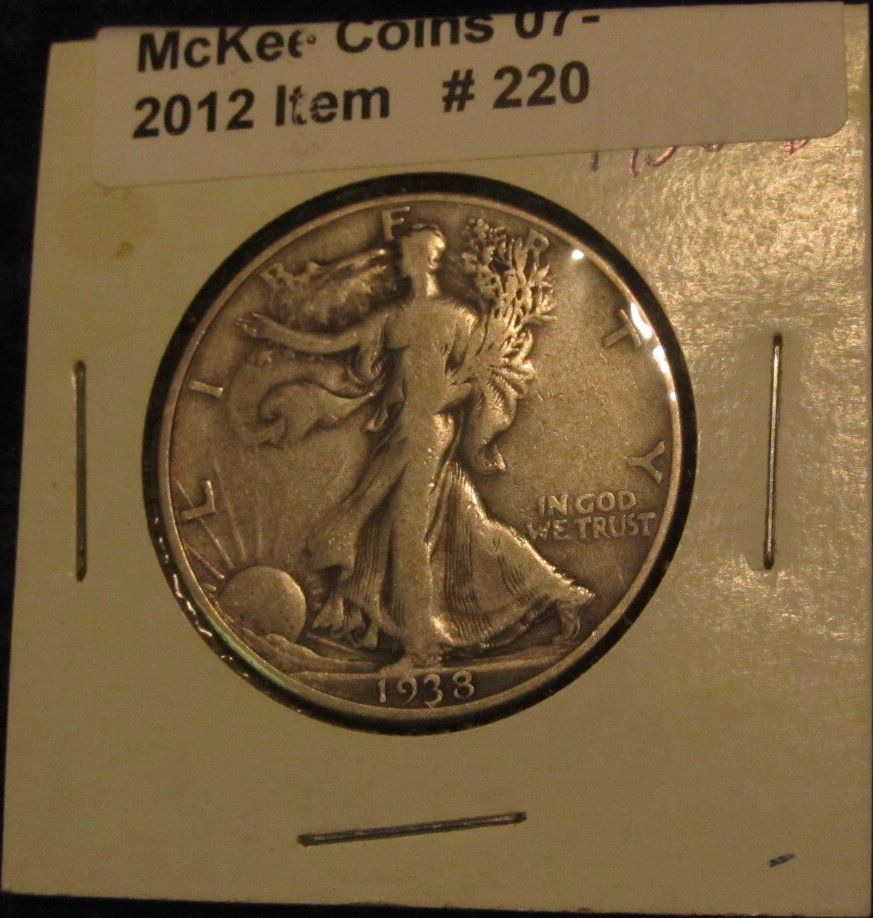 McKee Coins 07-
2012 Item # 220
LIBERTY
IN GOD
WE TRUST
1938